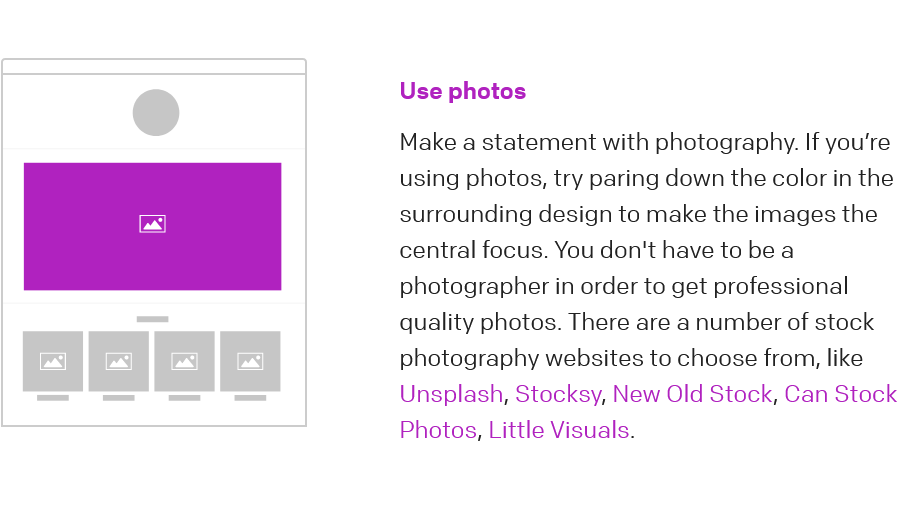 Use photos
Make a statement with photography. If you’re
using photos, try paring down the color in the
surrounding design to make the images the
central focus. You don't have to be a
photographer in order to get professional
quality photos. There are a number of stock
photography websites to choose from, like
Unsplash, Stocksy, New Old Stock, Can Stock
Photos, Little Visuals.